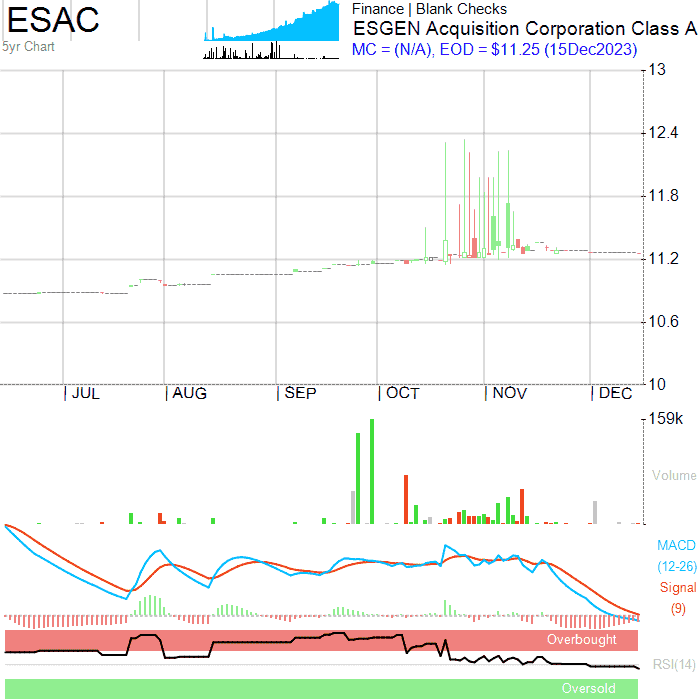 ESAC
5yr Chart
Finance | Blank Checks
ESGEN Acquisition Corporation Class A
MC = (N/A), EOD = $11.25 (15Dec2023)
13
12.4
11.8
11.2
10.6
10
JUL AUG SEP OCT NOV DEC
159k
Volume
MACD
(12-26)
Signal
(9)
Overbought
RSI(14)
Oversold